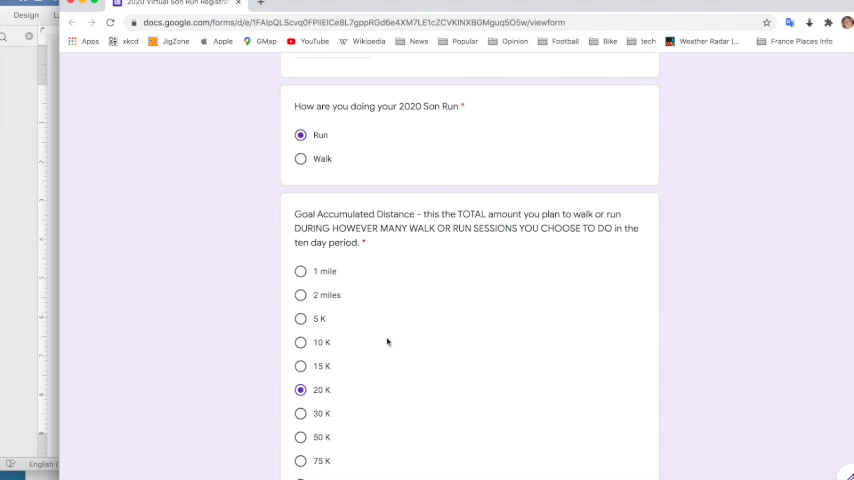 Design
2020 Virtual Son Run Registra
docs.google.com/forms/d/e/1FAIpQLScvq0FPIlEICe8L7gppRGd6e4XM7LE1cZCVKINXBGMguq5O5w/viewform
Apps xkcd JigZone Apple GMap YouTube Wikipedia News Popular Opinion Football Bike tech Weather Radar |... France Places Info
How are you doing your 2020 Son Run *
Run
Walk
Goal Accumulated Distance - this the TOTAL amount you plan to walk or run
DURING HOWEVER MANY WALK OR RUN SESSIONS YOU CHOOSE TO DO in the
ten day period. *
1 mile
2 miles
5 K
10 K
15 K
20 K
30 K
50 K
75 K
English (